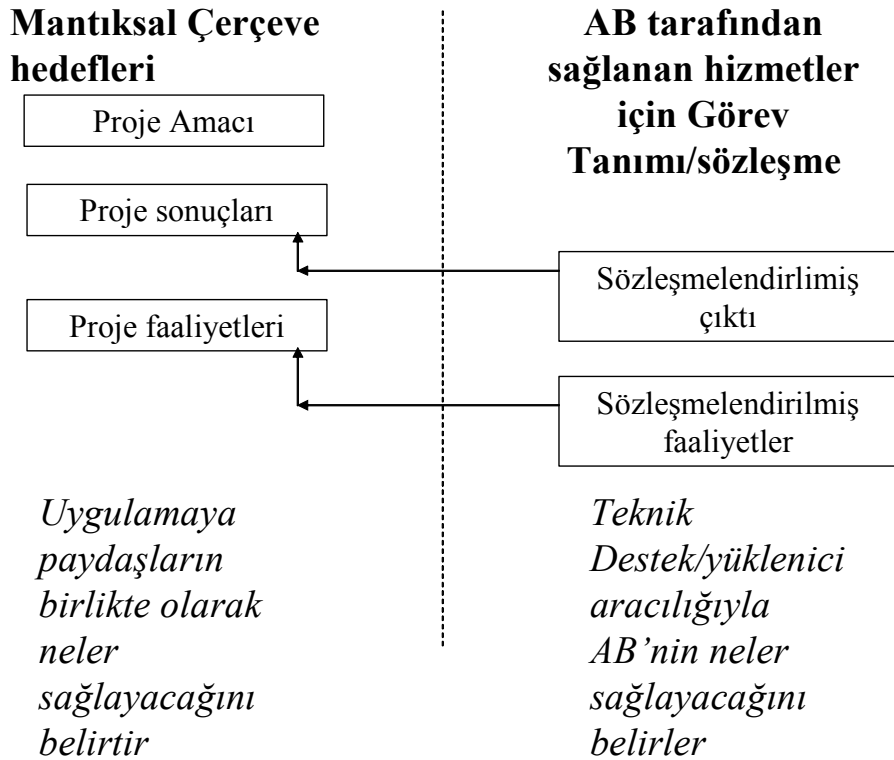 Mantıksal Çerçeve
hedefleri
Proje Amacı
Proje sonuçları
Proje faaliyetleri
Uygulamaya
paydaşların
birlikte olarak
neler
sağlayacağını
belirtir
AB tarafından
sağlanan hizmetler
için Görev
Tanımı/sözleşme
Sözleşmelendirlimiş
çıktı
Sözleşmelendirilmiş
faaliyetler
Teknik
Destek/yüklenici
aracılığıyla
AB’nin neler
sağlayacağını
belirler